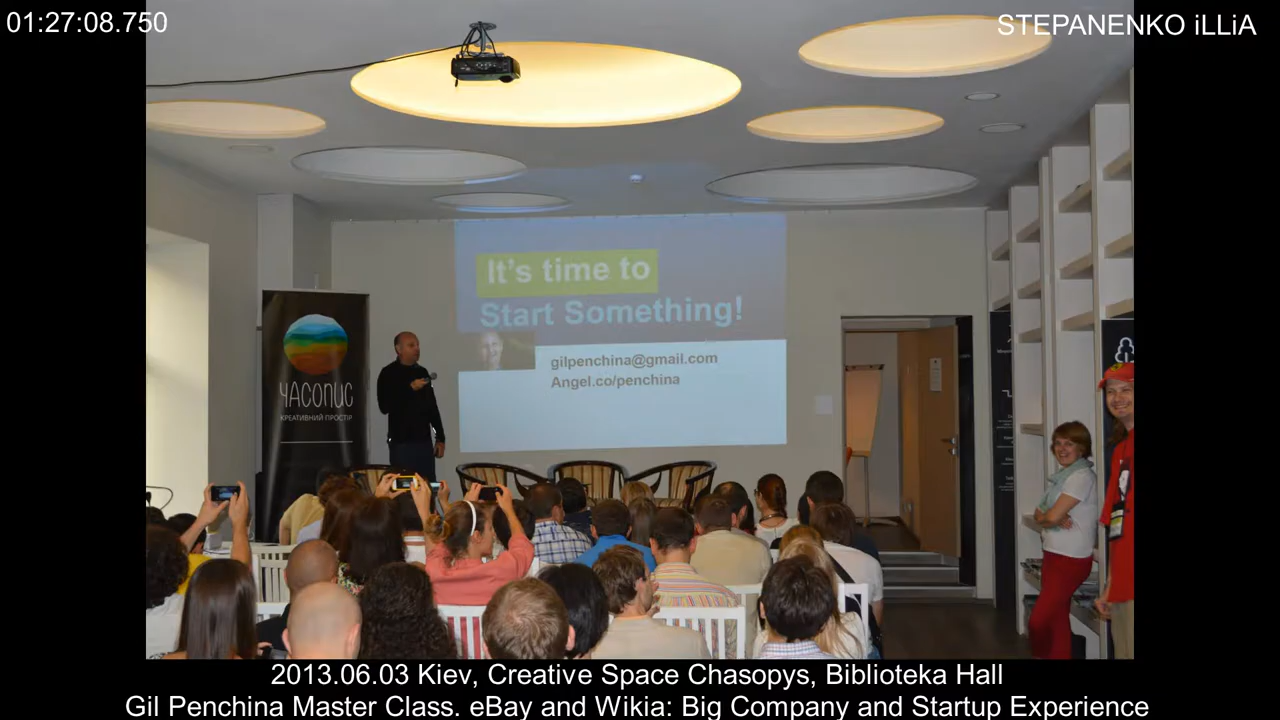 01:27:08.750
STEPANENKO iLLiA
It's time to
Start Something!
gilpenchina@gmail.com
Angel.co/penchina
ЧАСОПИС
КРЕАТИВНИЙ ПРОСТІР
2013.06.03 Kiev, Creative Space Chasopys, Biblioteka Hall
Gil Penchina Master Class. eBay and Wikia: Big Company and Startup Experience